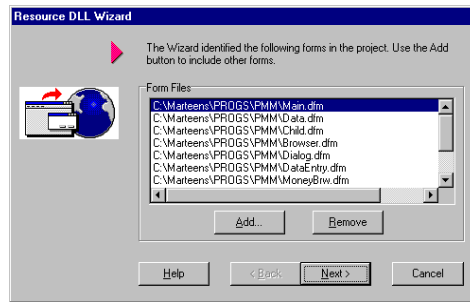 Resource DLL Wizard
The Wizard identified the following forms in the project. Use the Add
button to include other forms.
Form Files
C:\Marteens\PROGS\PMM\Main.dfm
C:\Marteens\PROGS\PMM\Data.dfm
C:\Marteens\PROGS\PMM\Child.dfm
C:\Marteens\PROGS\PMM\Browser.dfm
C:\Marteens\PROGS\PMM\Dialog.dfm
C:\Marteens\PROGS\PMM\DataEntry.dfm
C:\Marteens\PROGS\PMM\MoneyBrw.dfm
Add... Remove
Help < Back Next > Cancel